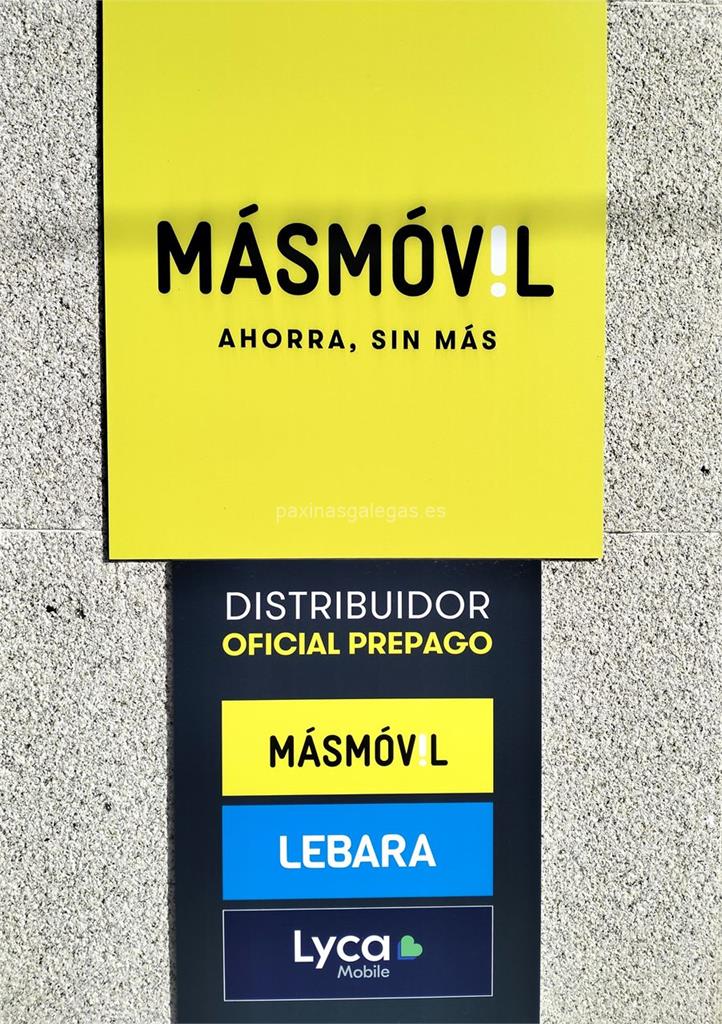 MÁSMÓV!L
AHORRA, SIN MÁS
paxinasgalegas.es
DISTRIBUIDOR
OFICIAL PREPAGO
MÁSMÓV!L
LEBARA
Lyca
Mobile